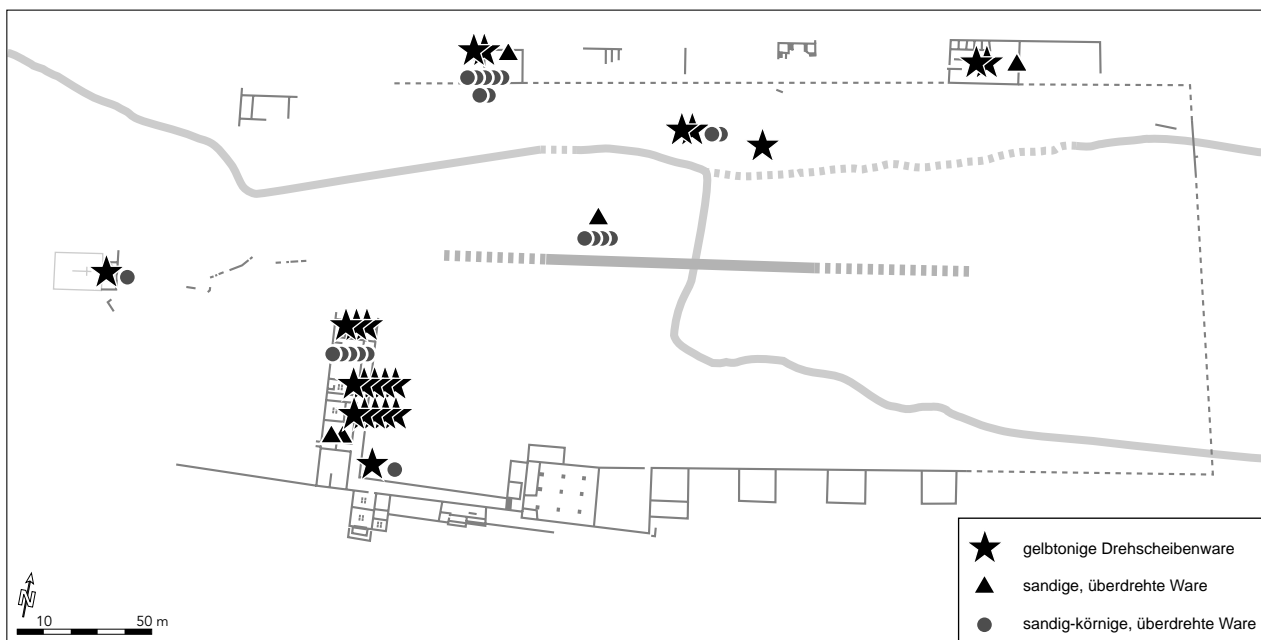 gelbtonige Drehscheibenware
sandige, überdrehte Ware
sandig-körnige, überdrehte Ware
N
10 50 m